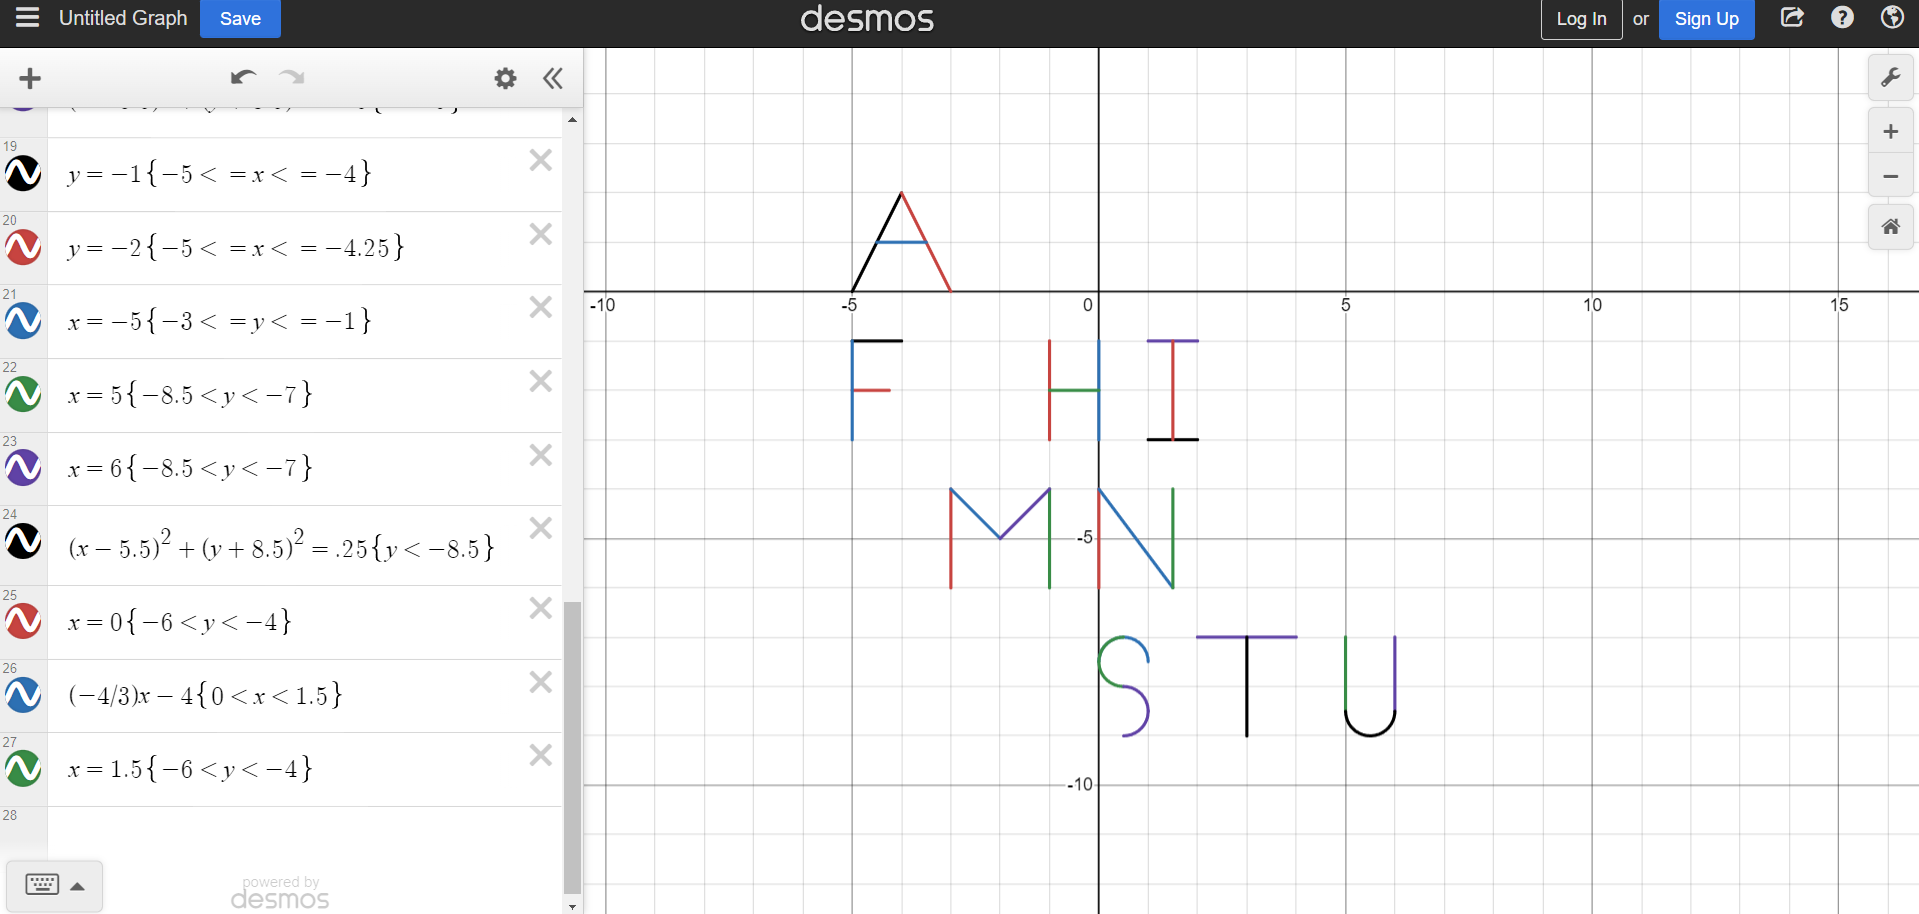 Untitled Graph Save desmos Log In or Sign Up
19
y = −1{−5 < = x < = −4}
20
y = −2{−5 < = x < = −4.25}
21
x = −5{−3 < = y < = −1}
22
x = 5{−8.5 < y < −7}
23
x = 6{−8.5 < y < −7}
24
(x − 5.5)² + (y + 8.5)² = .25{y < −8.5}
25
x = 0{−6 < y < −4}
26
(−4/3)x − 4{0 < x < 1.5}
27
x = 1.5{−6 < y < −4}
28
powered by
desmos
A
-10 -5 0 5 10 15
F H I
M N
-5
S T U
-10